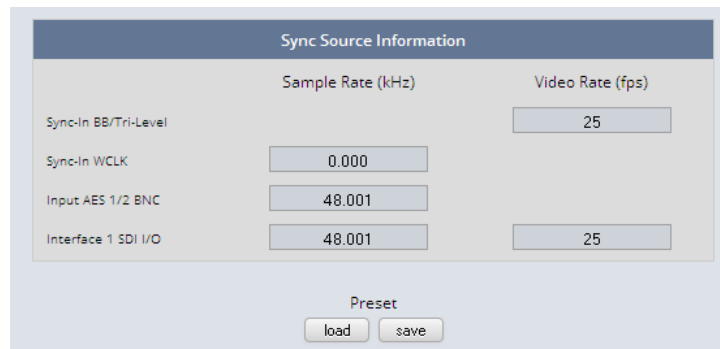 Sync Source Information
Sample Rate (kHz) Video Rate (fps)
Sync-In BB/Tri-Level 25
Sync-In WCLK 0.000
Input AES 1/2 BNC 48.001
Interface 1 SDI I/O 48.001 25
Preset
load save